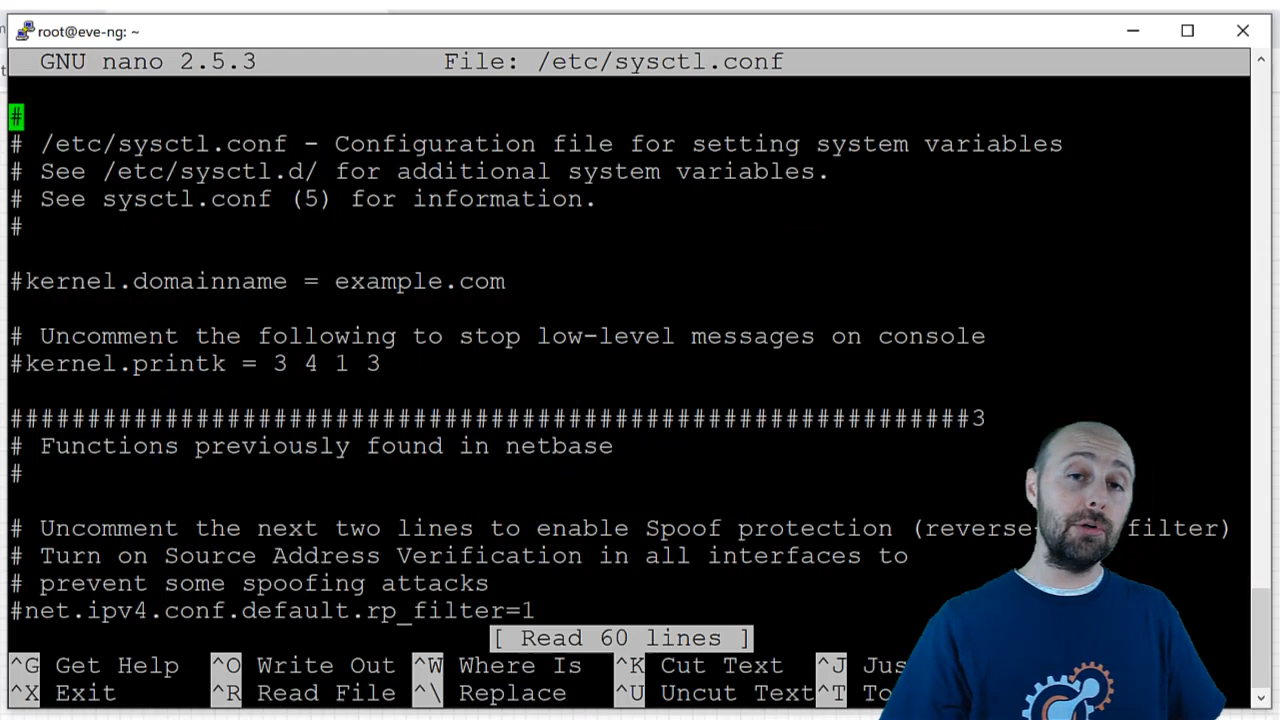 root@eve-ng: ~
GNU nano 2.5.3 File: /etc/sysctl.conf
#
# /etc/sysctl.conf - Configuration file for setting system variables
# See /etc/sysctl.d/ for additional system variables.
# See sysctl.conf (5) for information.
#
#kernel.domainname = example.com
# Uncomment the following to stop low-level messages on console
#kernel.printk = 3 4 1 3
##############################################################3
# Functions previously found in netbase
#
# Uncomment the next two lines to enable Spoof protection (reverse filter)
# Turn on Source Address Verification in all interfaces to
# prevent some spoofing attacks
#net.ipv4.conf.default.rp_filter=1
[ Read 60 lines ]
^G Get Help ^O Write Out ^W Where Is ^K Cut Text ^J
^X Exit ^R Read File ^\ Replace ^U Uncut Text ^T